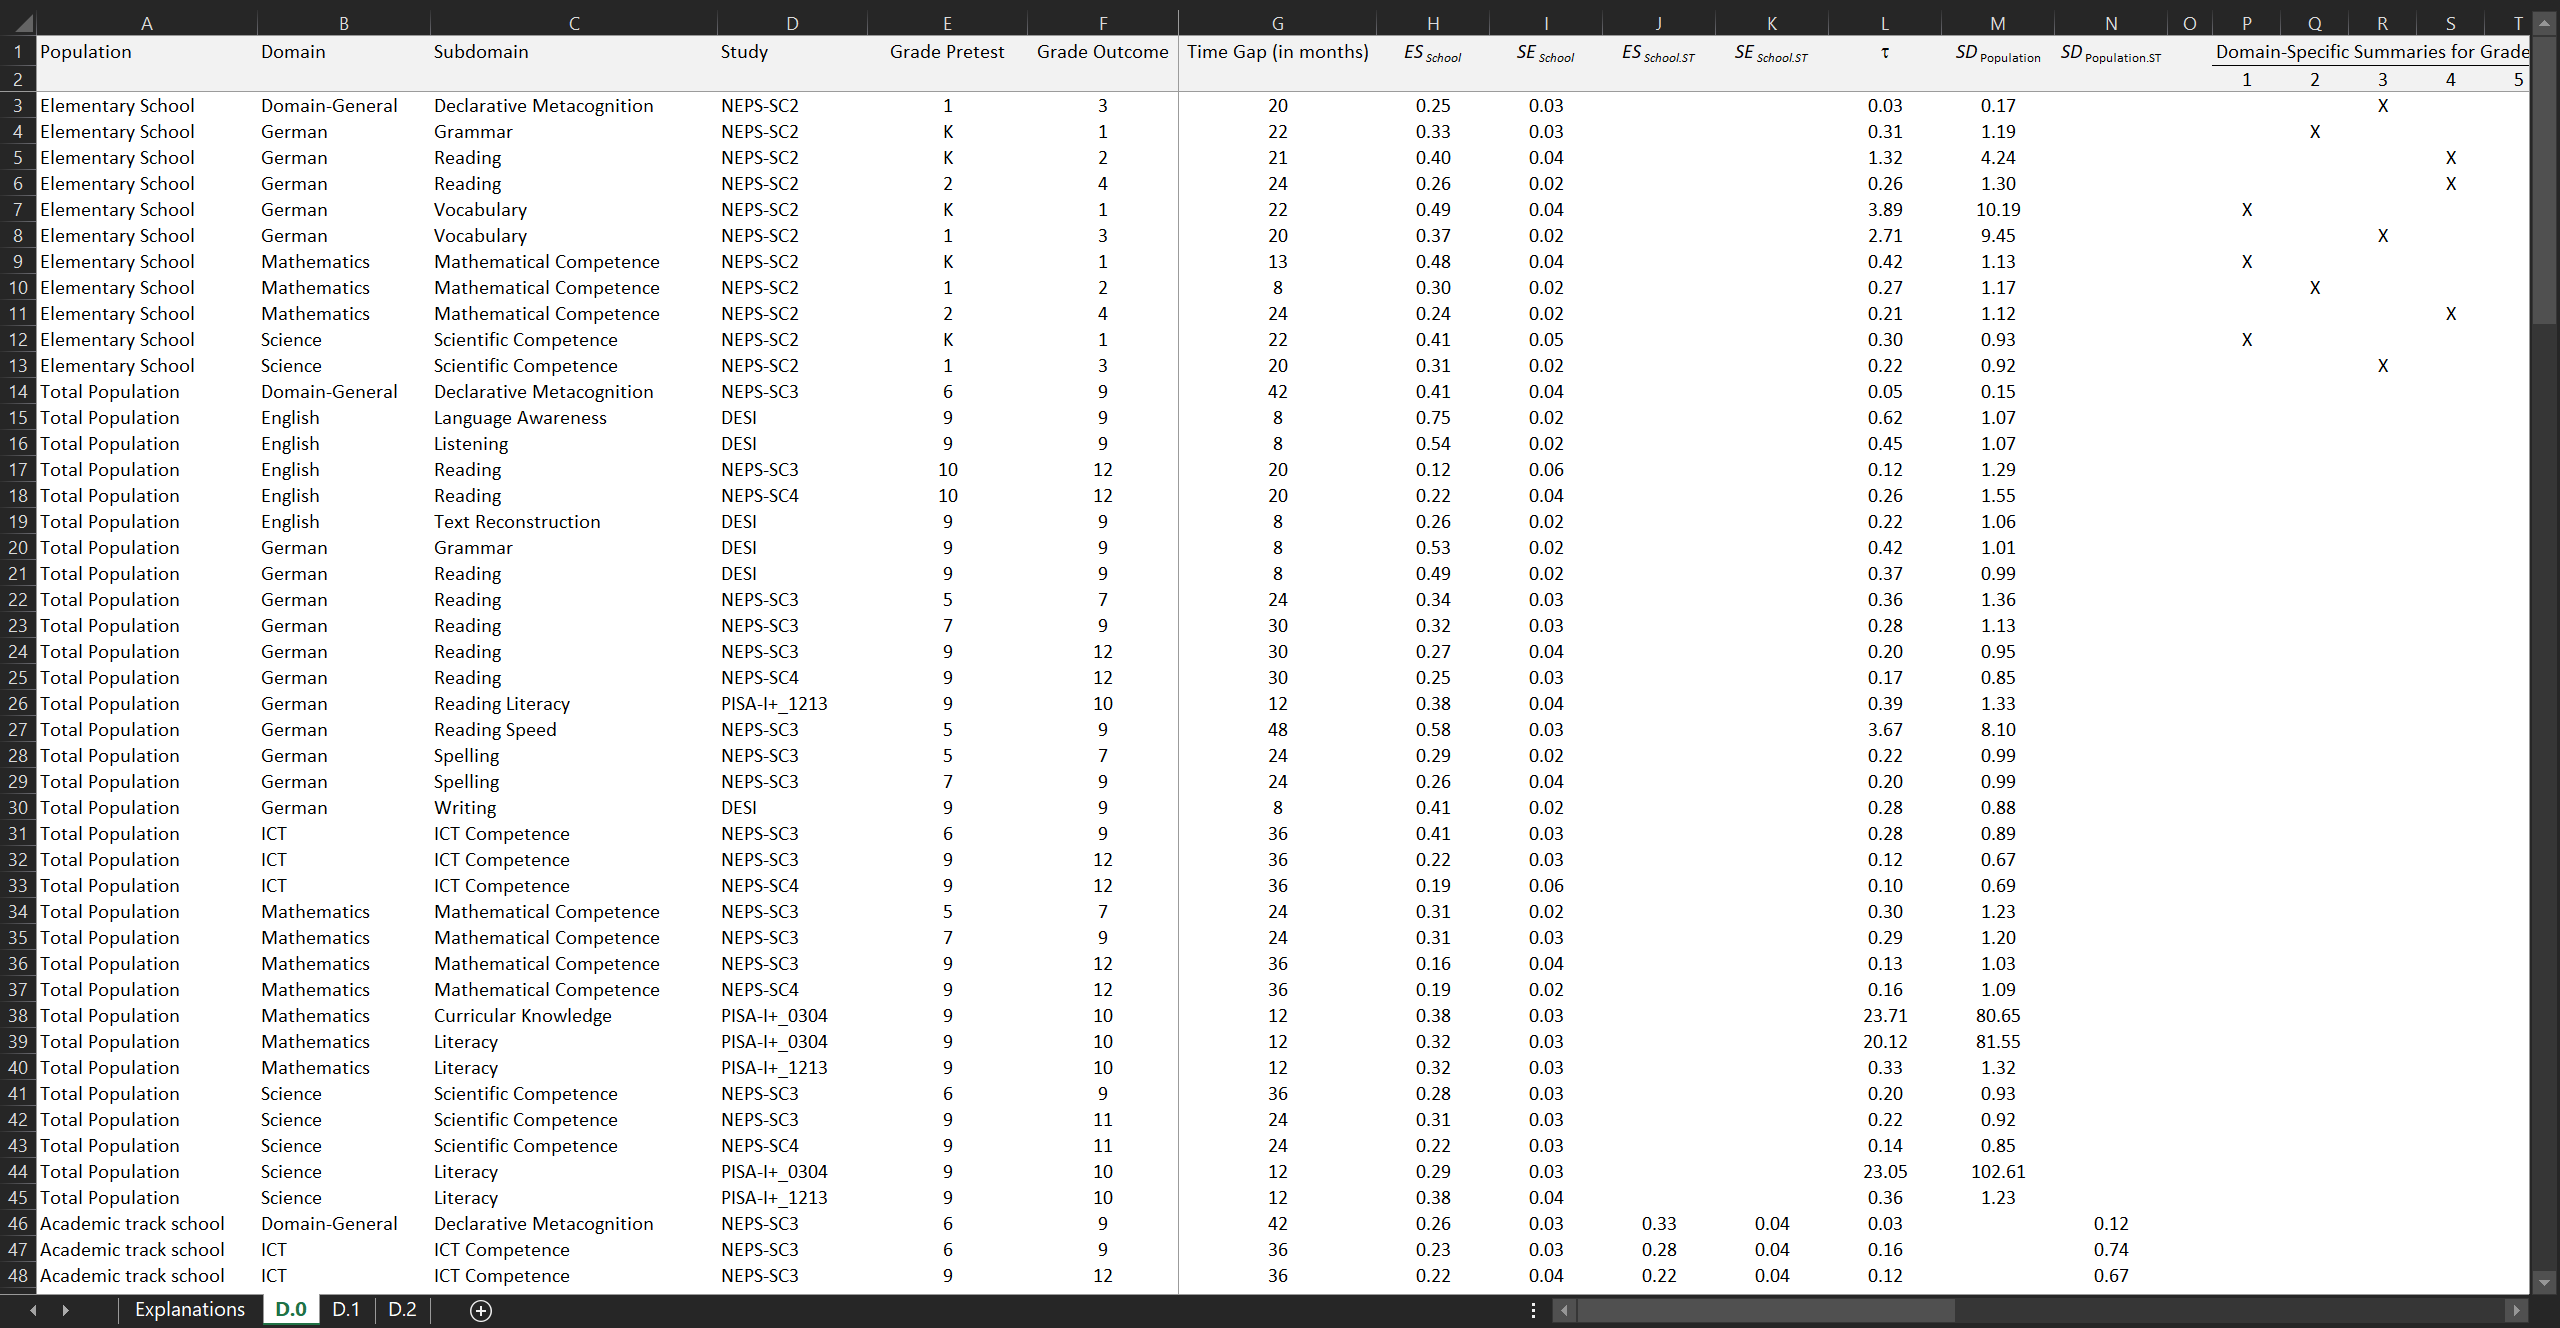 A B C D E F G H I J K L M N O P Q R S T
1 Population Domain Subdomain Study Grade Pretest Grade Outcome Time Gap (in months) ES School SE School ES School.ST SE School.ST τ SD Population SD Population.ST Domain-Specific Summaries for Grade
2 1 2 3 4 5
3 Elementary School Domain-General Declarative Metacognition NEPS-SC2 1 3 20 0.25 0.03 0.03 0.17 X
4 Elementary School German Grammar NEPS-SC2 K 1 22 0.33 0.03 0.31 1.19 X
5 Elementary School German Reading NEPS-SC2 K 2 21 0.40 0.04 1.32 4.24 X
6 Elementary School German Reading NEPS-SC2 2 4 24 0.26 0.02 0.26 1.30 X
7 Elementary School German Vocabulary NEPS-SC2 K 1 22 0.49 0.04 3.89 10.19 X
8 Elementary School German Vocabulary NEPS-SC2 1 3 20 0.37 0.02 2.71 9.45 X
9 Elementary School Mathematics Mathematical Competence NEPS-SC2 K 1 13 0.48 0.04 0.42 1.13 X
10 Elementary School Mathematics Mathematical Competence NEPS-SC2 1 2 8 0.30 0.02 0.27 1.17 X
11 Elementary School Mathematics Mathematical Competence NEPS-SC2 2 4 24 0.24 0.02 0.21 1.12 X
12 Elementary School Science Scientific Competence NEPS-SC2 K 1 22 0.41 0.05 0.30 0.93 X
13 Elementary School Science Scientific Competence NEPS-SC2 1 3 20 0.31 0.02 0.22 0.92 X
14 Total Population Domain-General Declarative Metacognition NEPS-SC3 6 9 42 0.41 0.04 0.05 0.15
15 Total Population English Language Awareness DESI 9 9 8 0.75 0.02 0.62 1.07
16 Total Population English Listening DESI 9 9 8 0.54 0.02 0.45 1.07
17 Total Population English Reading NEPS-SC3 10 12 20 0.12 0.06 0.12 1.29
18 Total Population English Reading NEPS-SC4 10 12 20 0.22 0.04 0.26 1.55
19 Total Population English Text Reconstruction DESI 9 9 8 0.26 0.02 0.22 1.06
20 Total Population German Grammar DESI 9 9 8 0.53 0.02 0.42 1.01
21 Total Population German Reading DESI 9 9 8 0.49 0.02 0.37 0.99
22 Total Population German Reading NEPS-SC3 5 7 24 0.34 0.03 0.36 1.36
23 Total Population German Reading NEPS-SC3 7 9 30 0.32 0.03 0.28 1.13
24 Total Population German Reading NEPS-SC3 9 12 30 0.27 0.04 0.20 0.95
25 Total Population German Reading NEPS-SC4 9 12 30 0.25 0.03 0.17 0.85
26 Total Population German Reading Literacy PISA-I+_1213 9 10 12 0.38 0.04 0.39 1.33
27 Total Population German Reading Speed NEPS-SC3 5 9 48 0.58 0.03 3.67 8.10
28 Total Population German Spelling NEPS-SC3 5 7 24 0.29 0.02 0.22 0.99
29 Total Population German Spelling NEPS-SC3 7 9 24 0.26 0.04 0.20 0.99
30 Total Population German Writing DESI 9 9 8 0.41 0.02 0.28 0.88
31 Total Population ICT ICT Competence NEPS-SC3 6 9 36 0.41 0.03 0.28 0.89
32 Total Population ICT ICT Competence NEPS-SC3 9 12 36 0.22 0.03 0.12 0.67
33 Total Population ICT ICT Competence NEPS-SC4 9 12 36 0.19 0.06 0.10 0.69
34 Total Population Mathematics Mathematical Competence NEPS-SC3 5 7 24 0.31 0.02 0.30 1.23
35 Total Population Mathematics Mathematical Competence NEPS-SC3 7 9 24 0.31 0.03 0.29 1.20
36 Total Population Mathematics Mathematical Competence NEPS-SC3 9 12 36 0.16 0.04 0.13 1.03
37 Total Population Mathematics Mathematical Competence NEPS-SC4 9 12 36 0.19 0.02 0.16 1.09
38 Total Population Mathematics Curricular Knowledge PISA-I+_0304 9 10 12 0.38 0.03 23.71 80.65
39 Total Population Mathematics Literacy PISA-I+_0304 9 10 12 0.32 0.03 20.12 81.55
40 Total Population Mathematics Literacy PISA-I+_1213 9 10 12 0.32 0.03 0.33 1.32
41 Total Population Science Scientific Competence NEPS-SC3 6 9 36 0.28 0.03 0.20 0.93
42 Total Population Science Scientific Competence NEPS-SC3 9 11 24 0.31 0.03 0.22 0.92
43 Total Population Science Scientific Competence NEPS-SC4 9 11 24 0.22 0.03 0.14 0.85
44 Total Population Science Literacy PISA-I+_0304 9 10 12 0.29 0.03 23.05 102.61
45 Total Population Science Literacy PISA-I+_1213 9 10 12 0.38 0.04 0.36 1.23
46 Academic track school Domain-General Declarative Metacognition NEPS-SC3 6 9 42 0.26 0.03 0.33 0.04 0.03 0.12
47 Academic track school ICT ICT Competence NEPS-SC3 6 9 36 0.23 0.03 0.28 0.04 0.16 0.74
48 Academic track school ICT ICT Competence NEPS-SC3 9 12 36 0.22 0.04 0.22 0.04 0.12 0.67
Explanations D.0 D.1 D.2